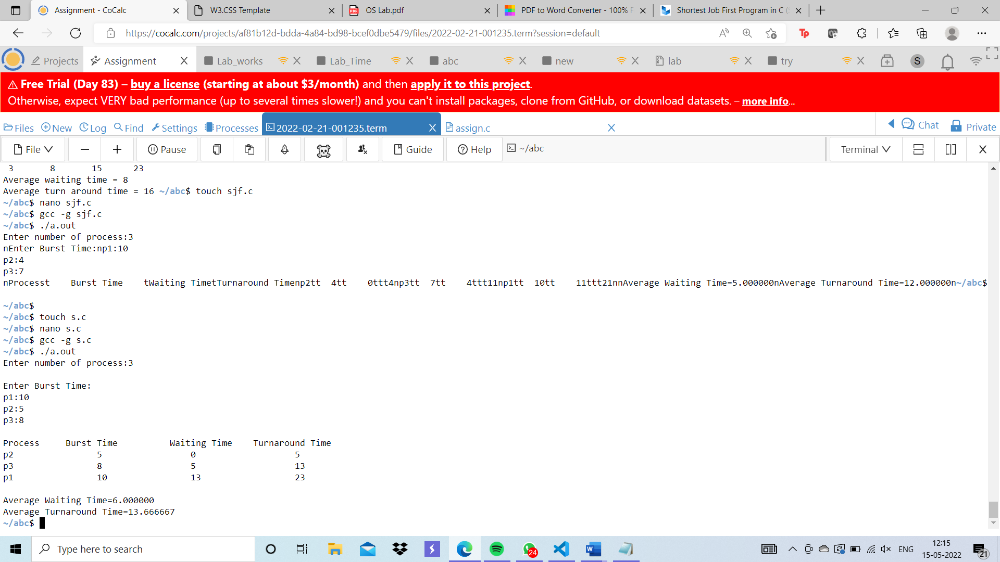 Assignment - CoCalc
W3.CSS Template
OS Lab.pdf
PDF to Word Converter - 100% F
Shortest Job First Program in C (
https://cocalc.com/projects/af81b12d-bdda-4a84-bd98-bcef0dbe5479/files/2022-02-21-001235.term?session=default
Projects Assignment Lab_works Lab_Time abc new lab try S
Free Trial (Day 83) – buy a license (starting at about $3/month) and then apply it to this project.
Otherwise, expect VERY bad performance (up to several times slower!) and you can't install packages, clone from GitHub, or download datasets. – more info...
Files New Log Find Settings Processes 2022-02-21-001235.term assign.c Chat Private
File Pause Guide Help ~/abc Terminal
3 8 15 23
Average waiting time = 8
Average turn around time = 16 ~/abc$ touch sjf.c
~/abc$ nano sjf.c
~/abc$ gcc -g sjf.c
~/abc$ ./a.out
Enter number of process:3
nEnter Burst Time:np1:10
p2:4
p3:7
nProcesst    Burst Time    tWaiting TimetTurnaround Timenp2tt  4tt    0ttt4np3tt  7tt    4ttt11np1tt  10tt    11ttt21nnAverage Waiting Time=5.000000nAverage Turnaround Time=12.000000n~/abc$
~/abc$
~/abc$ touch s.c
~/abc$ nano s.c
~/abc$ gcc -g s.c
~/abc$ ./a.out
Enter number of process:3
Enter Burst Time:
p1:10
p2:5
p3:8
Process Burst Time Waiting Time Turnaround Time
p2 5 0 5
p3 8 5 13
p1 10 13 23
Average Waiting Time=6.000000
Average Turnaround Time=13.666667
~/abc$
Type here to search
24
ENG
12:15
15-05-2022
21